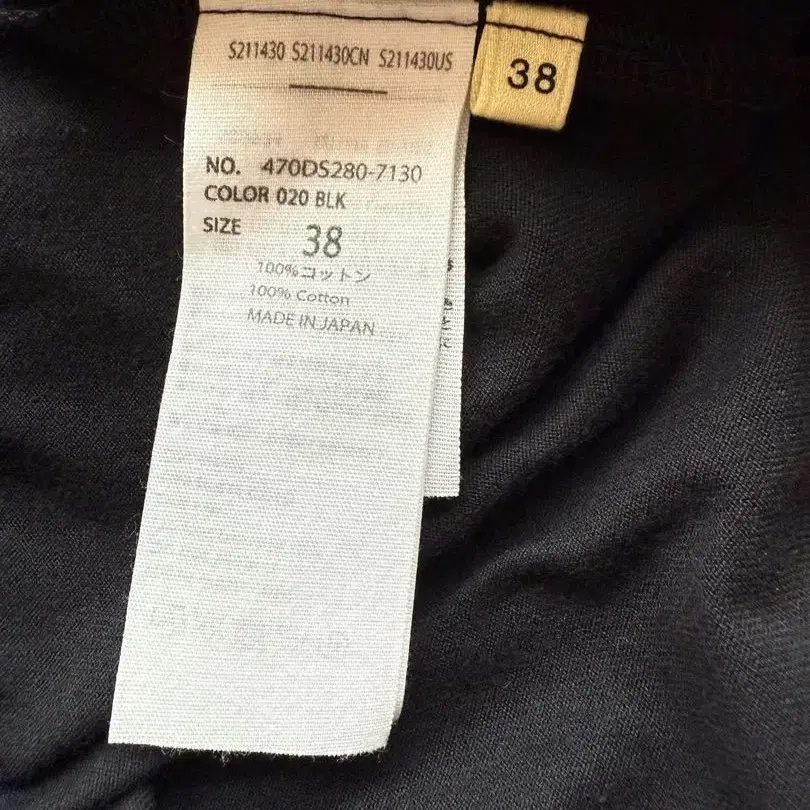 S211430 S211430CN S211430US
38
NO. 470DS280-7130
COLOR 020 BLK
SIZE 38
100%コットン
100% Cotton
MADE IN JAPAN